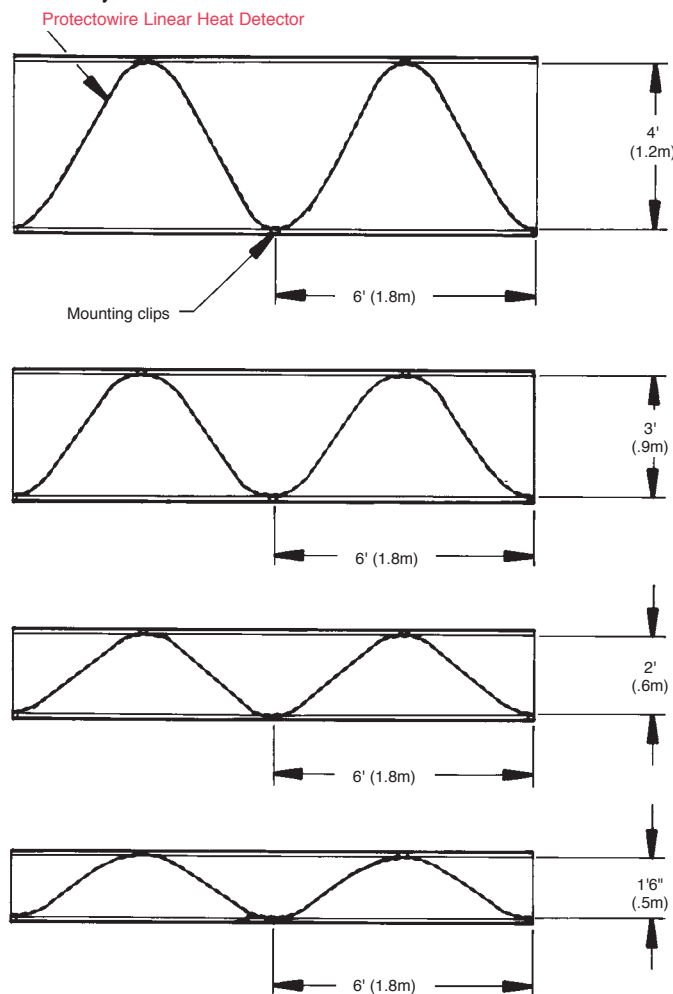 Protectowire Linear Heat Detector
4'
(1.2m)
6' (1.8m)
Mounting clips
3'
(.9m)
6' (1.8m)
2'
(.6m)
6' (1.8m)
1'6"
(.5m)
6' (1.8m)